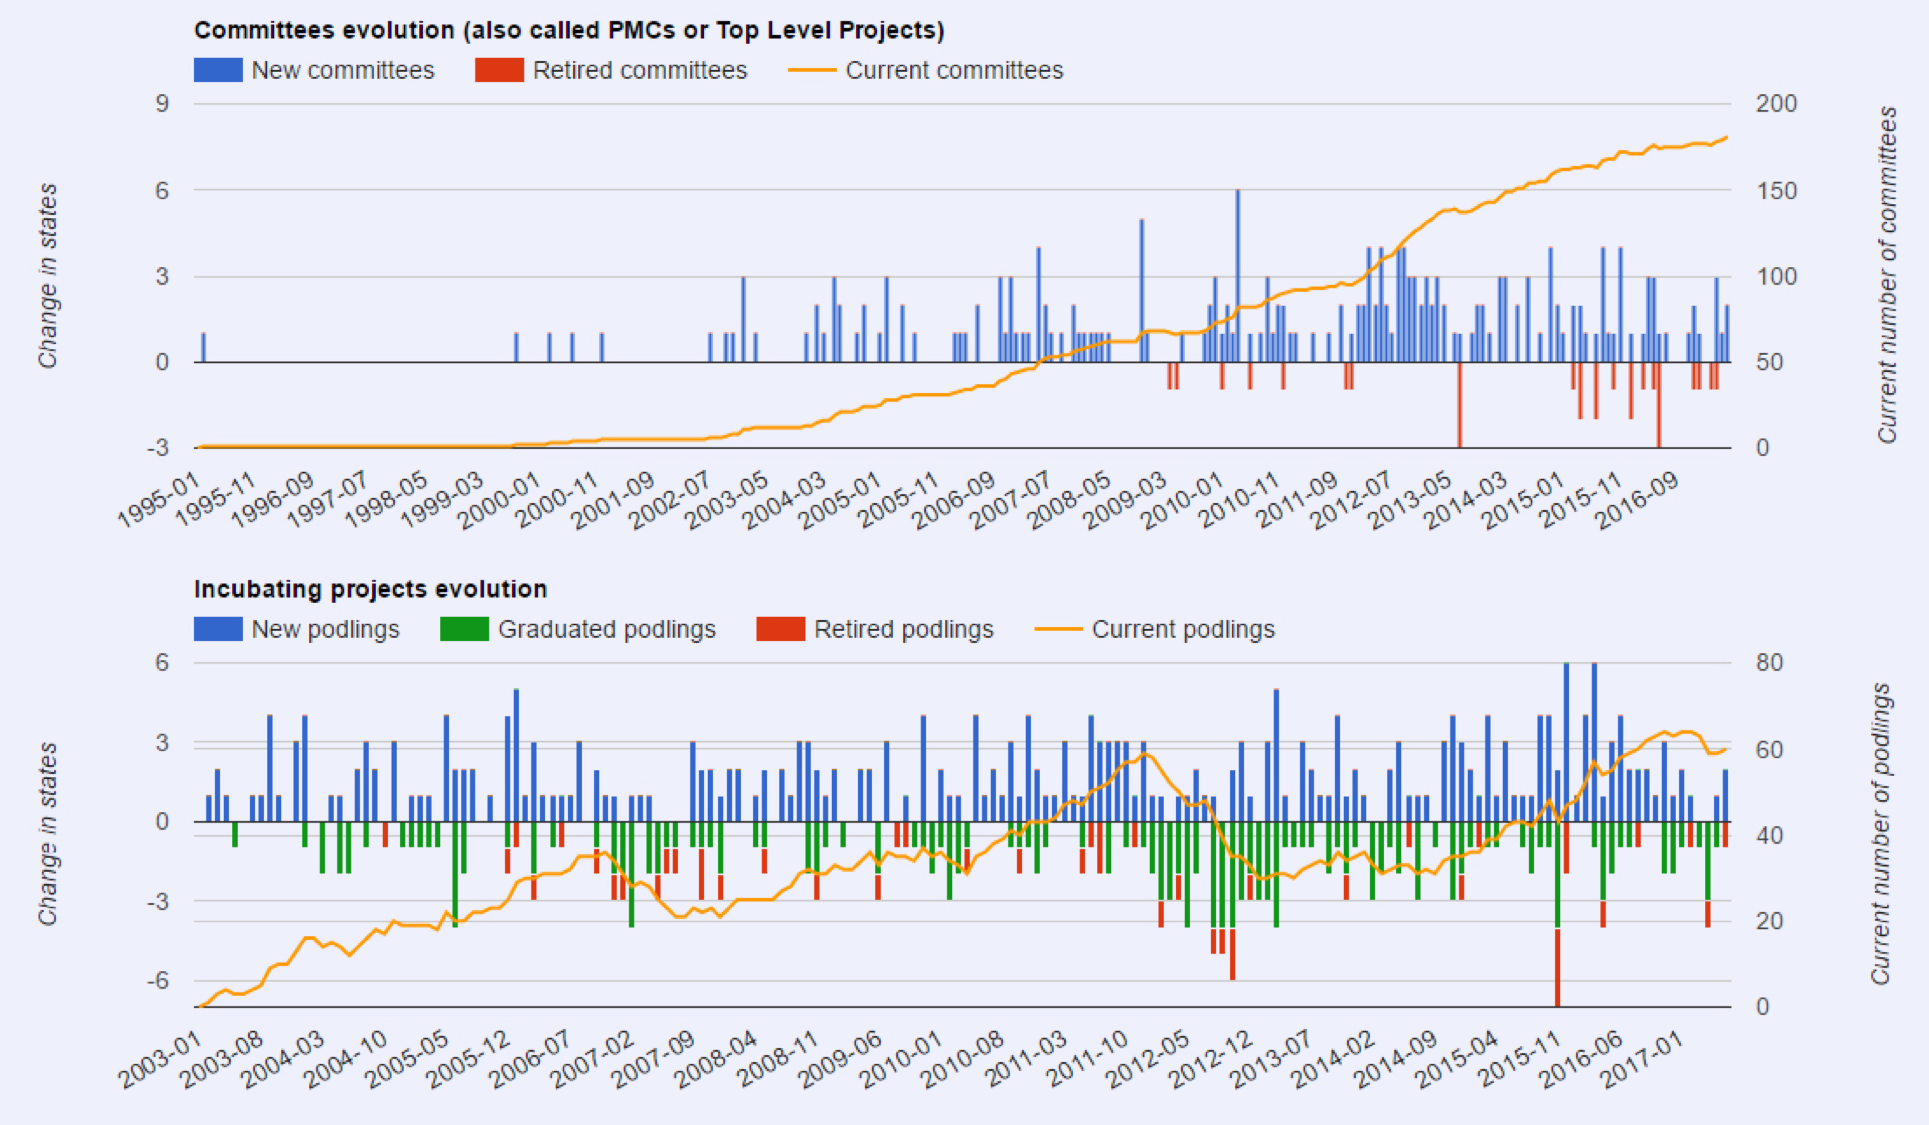 Committees evolution (also called PMCs or Top Level Projects)
New committees Retired committees Current committees
9 200
6 150
3 100
0 50
-3 0
Change in states
Current number of committees
1995-01 1995-11 1996-09 1997-07 1998-05 1999-03 2000-01 2000-11 2001-09 2002-07 2003-05 2004-03 2005-01 2005-11 2006-09 2007-07 2008-05 2009-03 2010-01 2010-11 2011-09 2012-07 2013-05 2014-03 2015-01 2015-11 2016-09
Incubating projects evolution
New podlings Graduated podlings Retired podlings Current podlings
6 80
3 60
0 40
-3 20
-6 0
Change in states
Current number of podlings
2003-01 2003-08 2004-03 2004-10 2005-05 2005-12 2006-07 2007-02 2007-09 2008-04 2008-11 2009-06 2010-01 2010-08 2011-03 2011-10 2012-05 2012-12 2013-07 2014-02 2014-09 2015-04 2015-11 2016-06 2017-01